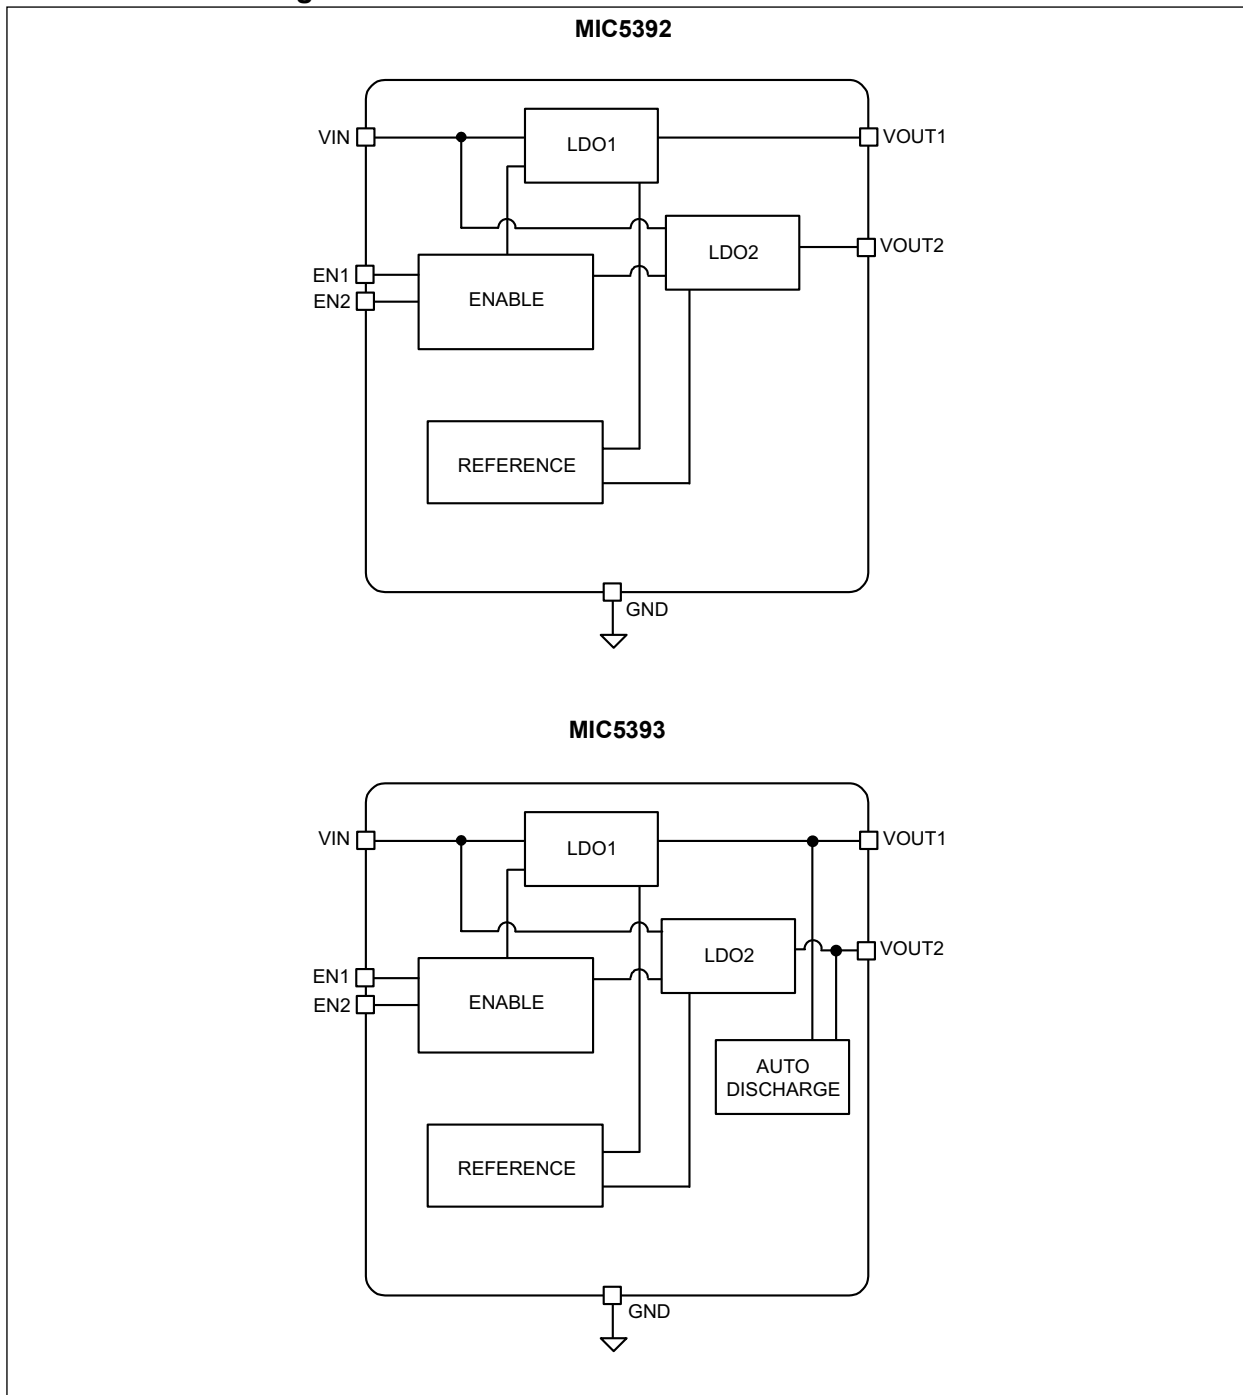 MIC5392
VIN
LDO1
VOUT1
LDO2
VOUT2
EN1
EN2
ENABLE
REFERENCE
GND
MIC5393
VIN
LDO1
VOUT1
LDO2
VOUT2
EN1
EN2
ENABLE
AUTO
DISCHARGE
REFERENCE
GND